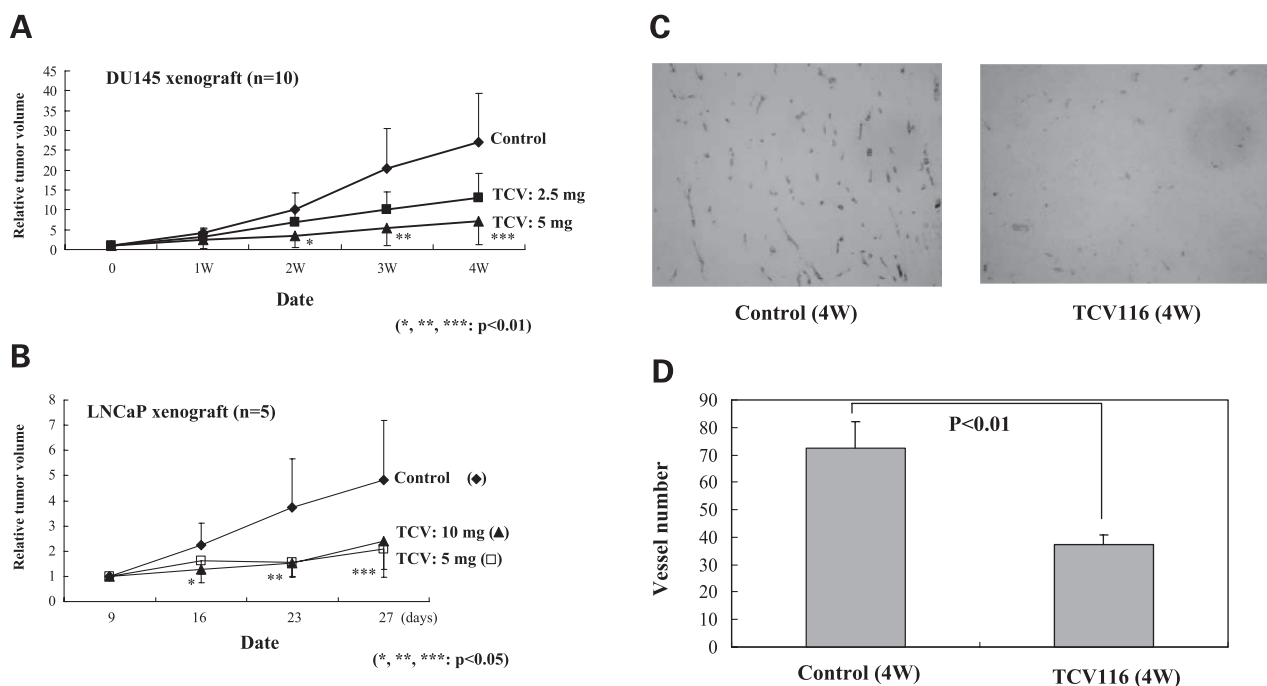 A
DU145 xenograft (n=10)
Relative tumor volume
45
40
35
30
25
20
15
10
5
0
Control
TCV: 2.5 mg
TCV: 5 mg
*
**
***
0 1W 2W 3W 4W
Date
(*, **, ***: p<0.01)
B
LNCaP xenograft (n=5)
Relative tumor volume
8
7
6
5
4
3
2
1
0
Control (◆)
TCV: 10 mg (▲)
TCV: 5 mg (□)
*
**
***
9 16 23 27 (days)
Date
(*, **, ***: p<0.05)
C
Control (4W) TCV116 (4W)
D
Vessel number
90
80
70
60
50
40
30
20
10
0
P<0.01
Control (4W) TCV116 (4W)